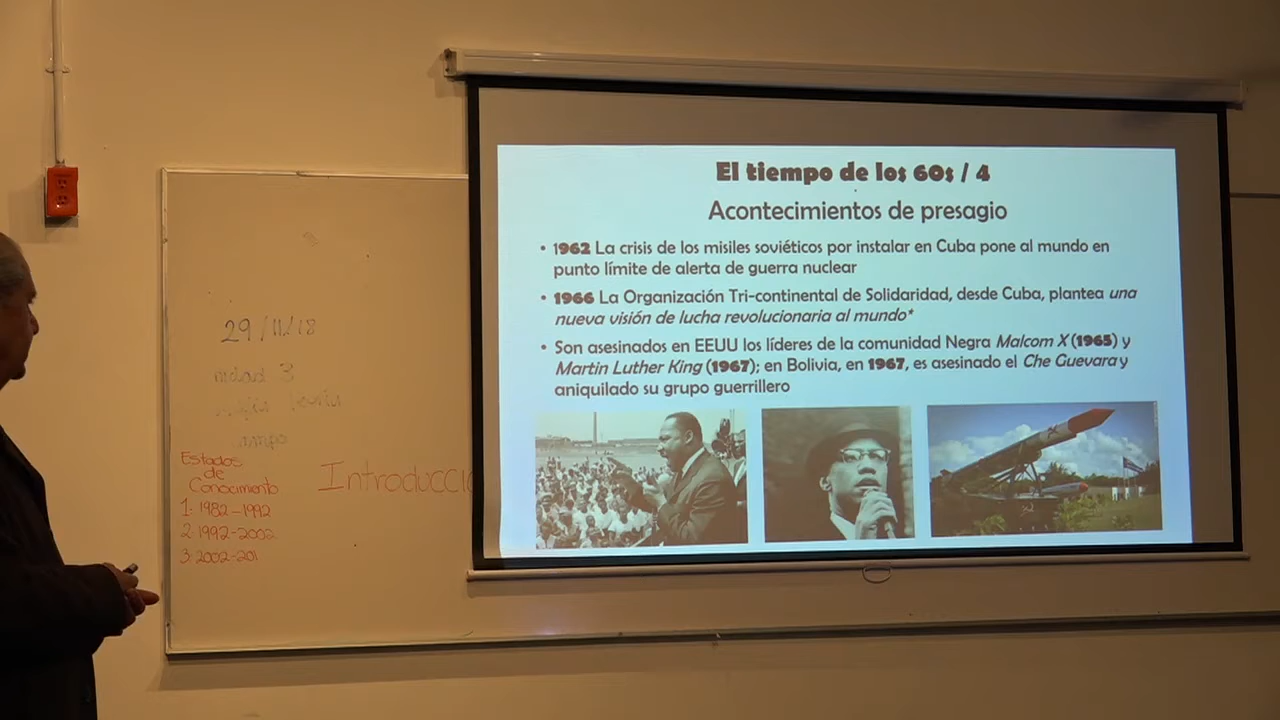 El tiempo de los 60s / 4
Acontecimientos de presagio
• 1962 La crisis de los misiles soviéticos por instalar en Cuba pone al mundo en
punto límite de alerta de guerra nuclear
• 1966 La Organización Tri-continental de Solidaridad, desde Cuba, plantea una
nueva visión de lucha revolucionaria al mundo*
• Son asesinados en EEUU los líderes de la comunidad Negra Malcom X (1965) y
Martin Luther King (1967); en Bolivia, en 1967, es asesinado el Che Guevara y
aniquilado su grupo guerrillero
29/11/18
nidad 3
Estados
de
Conocimiento
1. 1982-1992
2. 1992-2002
3. 2002-201
Introducció